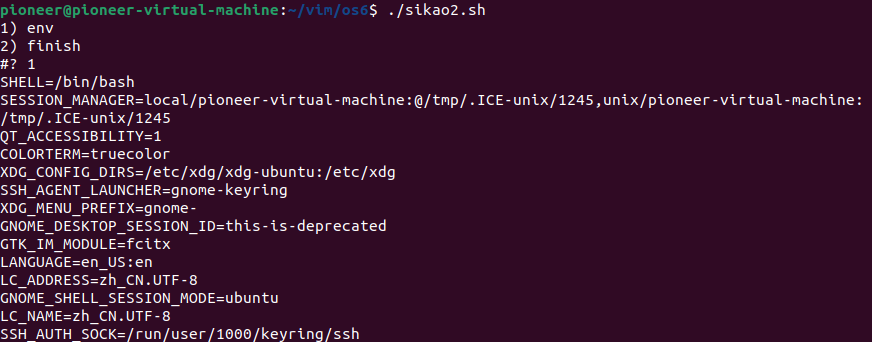 pioneer@pioneer-virtual-machine:~/vim/os6$ ./sikao2.sh
1) env
2) finish
#? 1
SHELL=/bin/bash
SESSION_MANAGER=local/pioneer-virtual-machine:@/tmp/.ICE-unix/1245,unix/pioneer-virtual-machine:
/tmp/.ICE-unix/1245
QT_ACCESSIBILITY=1
COLORTERM=truecolor
XDG_CONFIG_DIRS=/etc/xdg/xdg-ubuntu:/etc/xdg
SSH_AGENT_LAUNCHER=gnome-keyring
XDG_MENU_PREFIX=gnome-
GNOME_DESKTOP_SESSION_ID=this-is-deprecated
GTK_IM_MODULE=fcitx
LANGUAGE=en_US:en
LC_ADDRESS=zh_CN.UTF-8
GNOME_SHELL_SESSION_MODE=ubuntu
LC_NAME=zh_CN.UTF-8
SSH_AUTH_SOCK=/run/user/1000/keyring/ssh